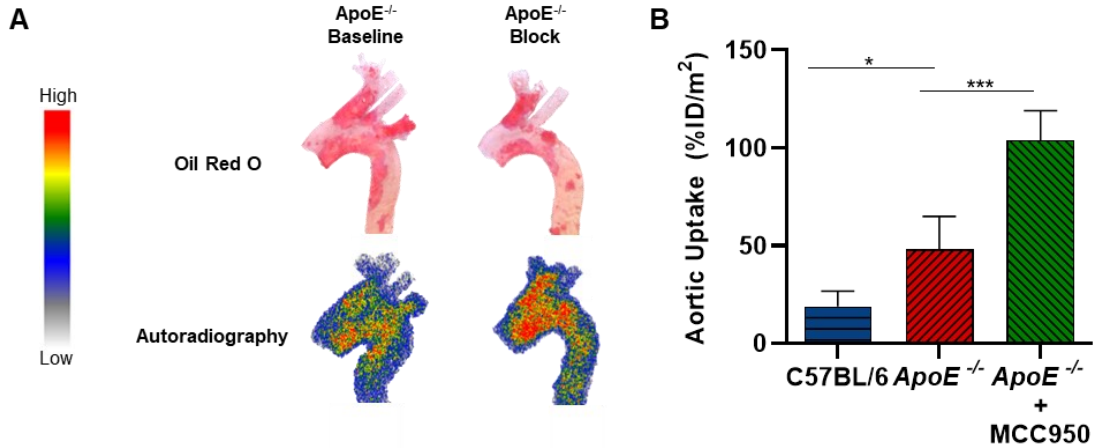 A
ApoE-/-
Baseline
ApoE-/-
Block
High
Low
Oil Red O
Autoradiography
B
Aortic Uptake (%ID/m²)
150
100
50
0
*
***
C57BL/6
ApoE -/-
ApoE -/-
+
MCC950